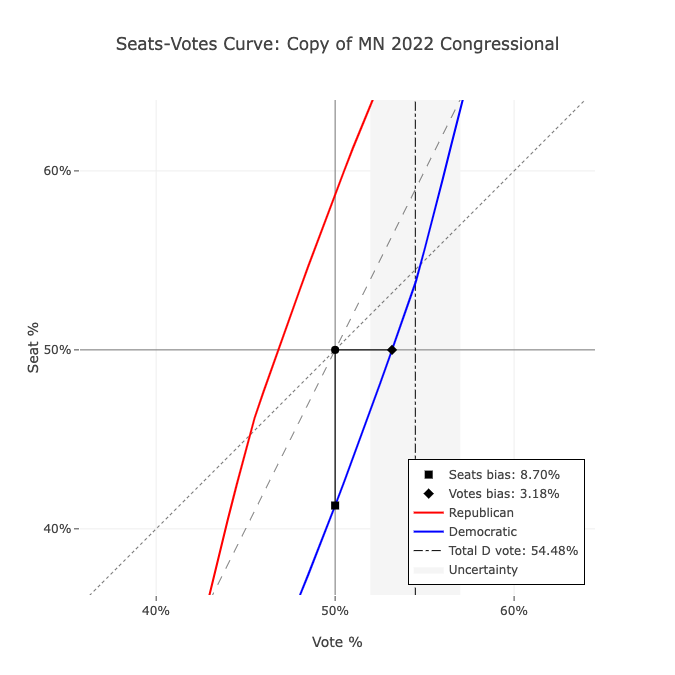 Seats-Votes Curve: Copy of MN 2022 Congressional
60%
50%
40%
Seat %
Seats bias: 8.70%
Votes bias: 3.18%
Republican
Democratic
Total D vote: 54.48%
Uncertainty
40%
50%
60%
Vote %